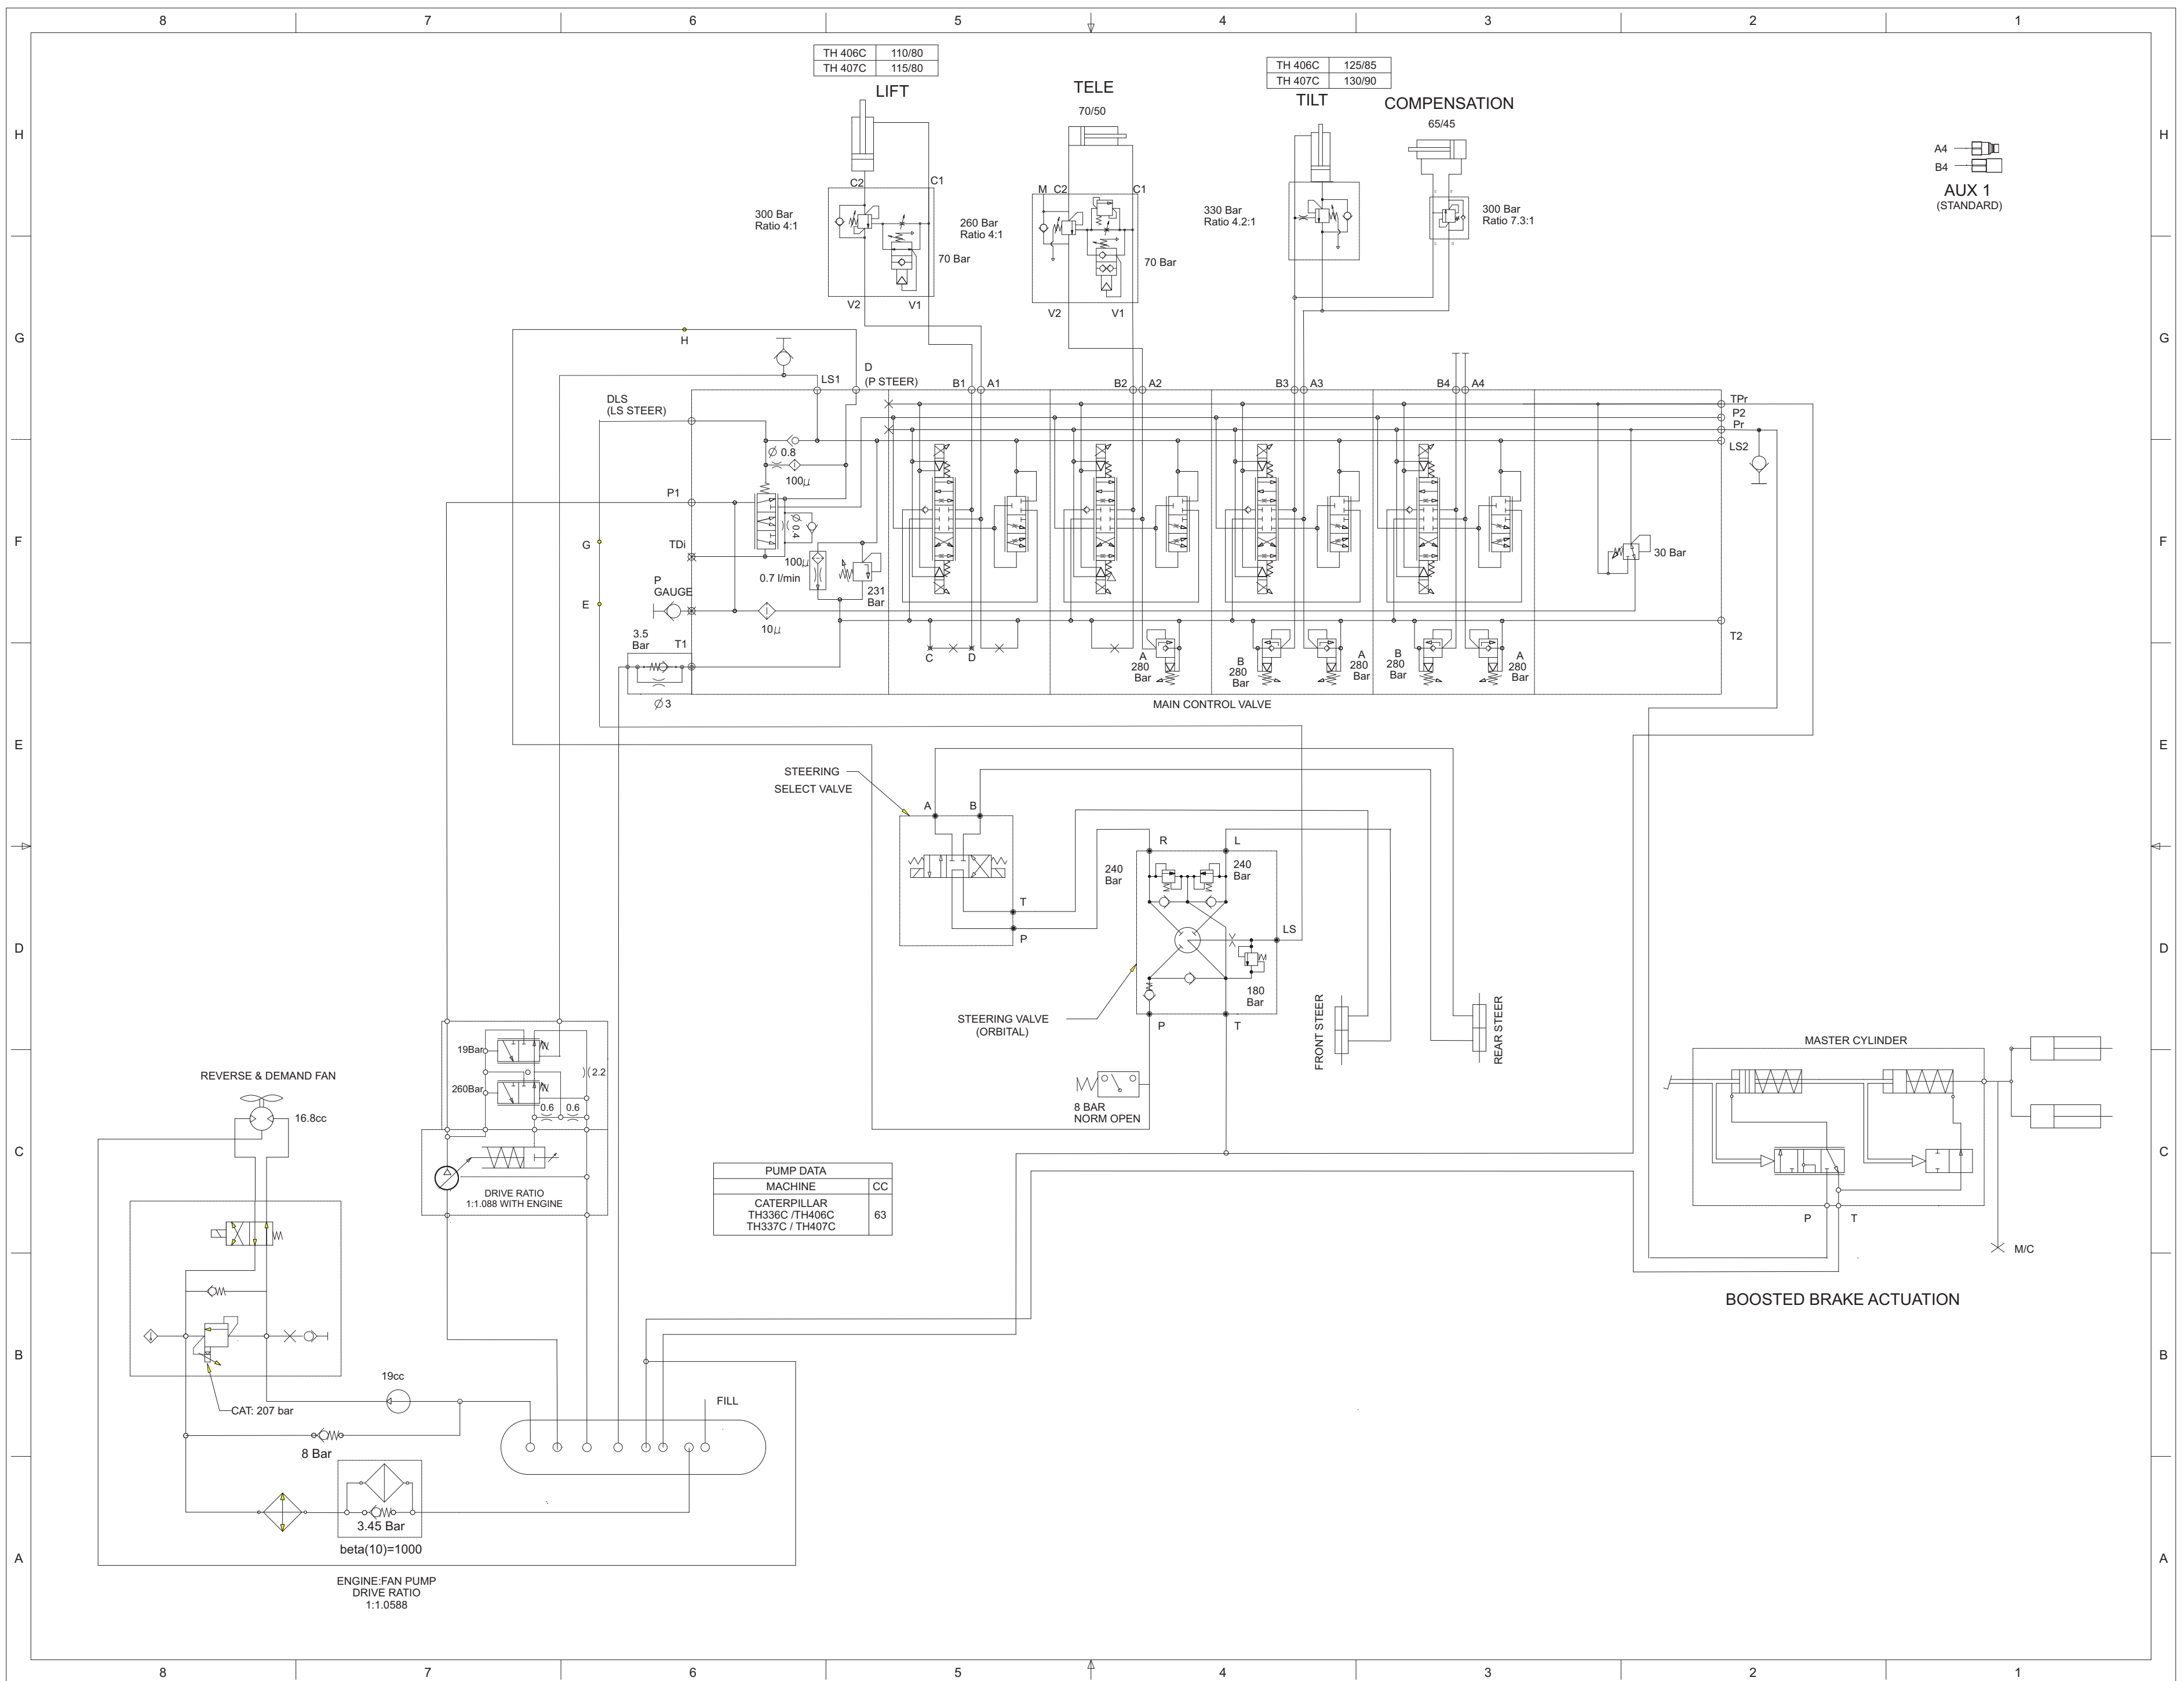 8 7 6 5 4 3 2 1
TH 406C 110/80
TH 407C 115/80
LIFT
TELE
70/50
TH 406C 125/85
TH 407C 130/90
TILT
COMPENSATION
65/45
H H
A4
B4
AUX 1
(STANDARD)
C2 C1
M C2 C1
300 Bar
Ratio 4:1
260 Bar
Ratio 4:1
330 Bar
Ratio 4.2:1
300 Bar
Ratio 7.3:1
70 Bar
70 Bar
V2 V1
V2 V1
G G
H
LS1
D
(P STEER)
B1 A1
B2 A2
B3 A3
B4 A4
DLS
(LS STEER)
TPr
P2
Pr
LS2
Ø 0.8
100µ
P1
Ø 0.4
F F
G
TDi
100µ
0.7 l/min
30 Bar
P
GAUGE
231
Bar
E
10µ
3.5
Bar
T1
T2
C D
A
280
Bar
B
280
Bar
A
280
Bar
B
280
Bar
A
280
Bar
Ø 3
MAIN CONTROL VALVE
E E
STEERING
SELECT VALVE
A B
R L
240
Bar
240
Bar
T
P
LS
D D
180
Bar
STEERING VALVE
(ORBITAL)
P T
FRONT STEER
REAR STEER
8 BAR
NORM OPEN
19Bar
260Bar
2.2
0.6 0.6
DRIVE RATIO
1:1.088 WITH ENGINE
REVERSE & DEMAND FAN
16.8cc
C C
PUMP DATA
MACHINE CC
CATERPILLAR
TH336C /TH406C
TH337C / TH407C
63
MASTER CYLINDER
P T
M/C
BOOSTED BRAKE ACTUATION
B B
19cc
CAT: 207 bar
8 Bar
FILL
3.45 Bar
beta(10)=1000
A A
ENGINE:FAN PUMP
DRIVE RATIO
1:1.0588
8 7 6 5 4 3 2 1